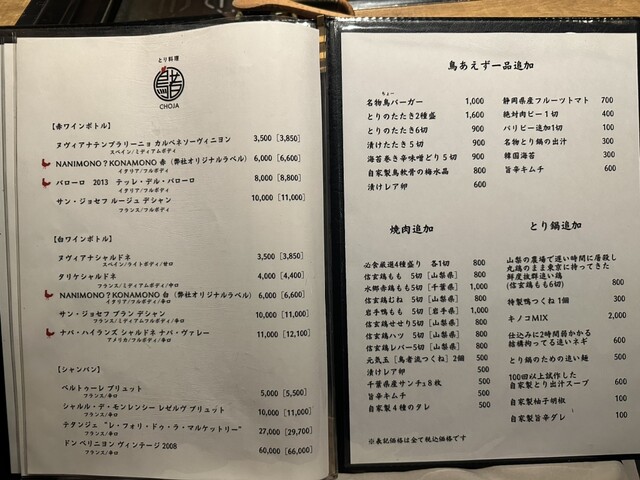 とり料理
鳥者
CHOJA
【赤ワインボトル】
ヌヴィアナテンプラリーニョ カルベネソーヴィニヨン 3,500 [3,850]
スペイン/ミディアムボディ
NANIMONO?KONAMONO 赤 (弊社オリジナルラベル) 6,000 [6,600]
イタリア/フルボディ
バローロ 2013 テッレ・デル・バローロ 8,000 [8,800]
イタリア/フルボディ
サン・ジョセフ ルージュ デシャン 10,000 [11,000]
フランス/フルボディ
【白ワインボトル】
ヌヴィアナシャルドネ 3,500 [3,850]
スペイン/ライトボディ/甘口
タリケシャルドネ 4,000 [4,400]
フランス/ミディアムボディ/辛口
NANIMONO?KONAMONO 白 (弊社オリジナルラベル) 6,000 [6,600]
イタリア/フルボディ/辛口
サン・ジョセフ ブラン デシャン 10,000 [11,000]
フランス/ミディアムフルボディ/辛口
ナパ・ハイランズ シャルドネ ナパ・ヴァレー 11,000 [12,100]
アメリカ/フルボディ/辛口
【シャンパン】
ベルトゥーレ ブリュット 5,000 [5,500]
フランス/辛口
シャルル・デ・モンレンシー レゼルヴ ブリュット 10,000 [11,000]
フランス/辛口
テタンジェ “レ・フォリ・ドゥ・ラ・マルケットリー” 27,000 [29,700]
フランス/辛口
ドン ペリニヨン ヴィンテージ 2008 60,000 [66,000]
フランス/辛口
鳥あえず一品追加
ちょー
名物鳥バーガー 1,000
とりのたたき2種盛 1,600
とりのたたき6切 900
漬けたたき5切 900
海苔巻き辛味噌どり5切 900
自家製鳥軟骨の梅水晶 800
漬けレア卵 600
静岡県産フルーツトマト 700
絶対肉ビー1切 400
パリピー追加1切 100
名物とり鍋の出汁 300
韓国海苔 300
旨辛キムチ 600
焼肉追加
必食厳選4種盛り 各1切 800
信玄鶏もも 5切 [山梨県] 800
水郷赤鶏もも5切 [千葉県] 1,000
信玄鶏むね 5切 [山梨県] 800
岩手鴨もも 5切 [岩手県] 1,000
信玄鶏せせり5切 [山梨県] 800
信玄鶏ハツ 5切 [山梨県] 800
信玄鶏レバー5切 [山梨県] 800
元気玉 [鳥者流つくね] 2個 500
漬けレア卵 500
千葉県産サンチュ8枚 500
旨辛キムチ 500
自家製4種のダレ 500
とり鍋追加
山梨の農場で遅い時間に屠殺し
丸鶏のまま東京に持ってきた
鮮度抜群遅い鶏
(信玄鶏もも6切) 800
特製鴨つくね1個 300
キノコMIX 2,000
仕込みに2時間弱かかる
結構拘ってる追いネギ 600
とり鍋のための追い麺 500
100回以上試作した
自家製とり出汁スープ 600
自家製柚子胡椒 100
自家製旨辛ダレ 100
※表記価格は全て税込価格です